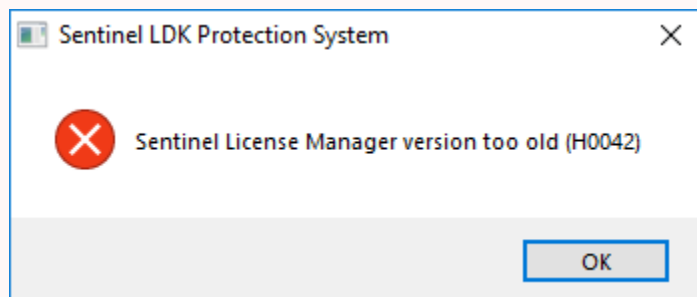 Sentinel LDK Protection System
Sentinel License Manager version too old (H0042)
OK